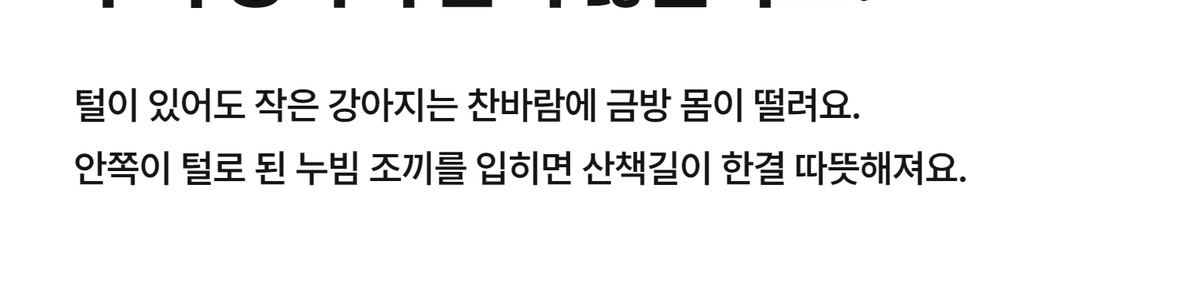 털이 있어도 작은 강아지는 찬바람에 금방 몸이 떨려요.
안쪽이 털로 된 누빔 조끼를 입히면 산책길이 한결 따뜻해져요.